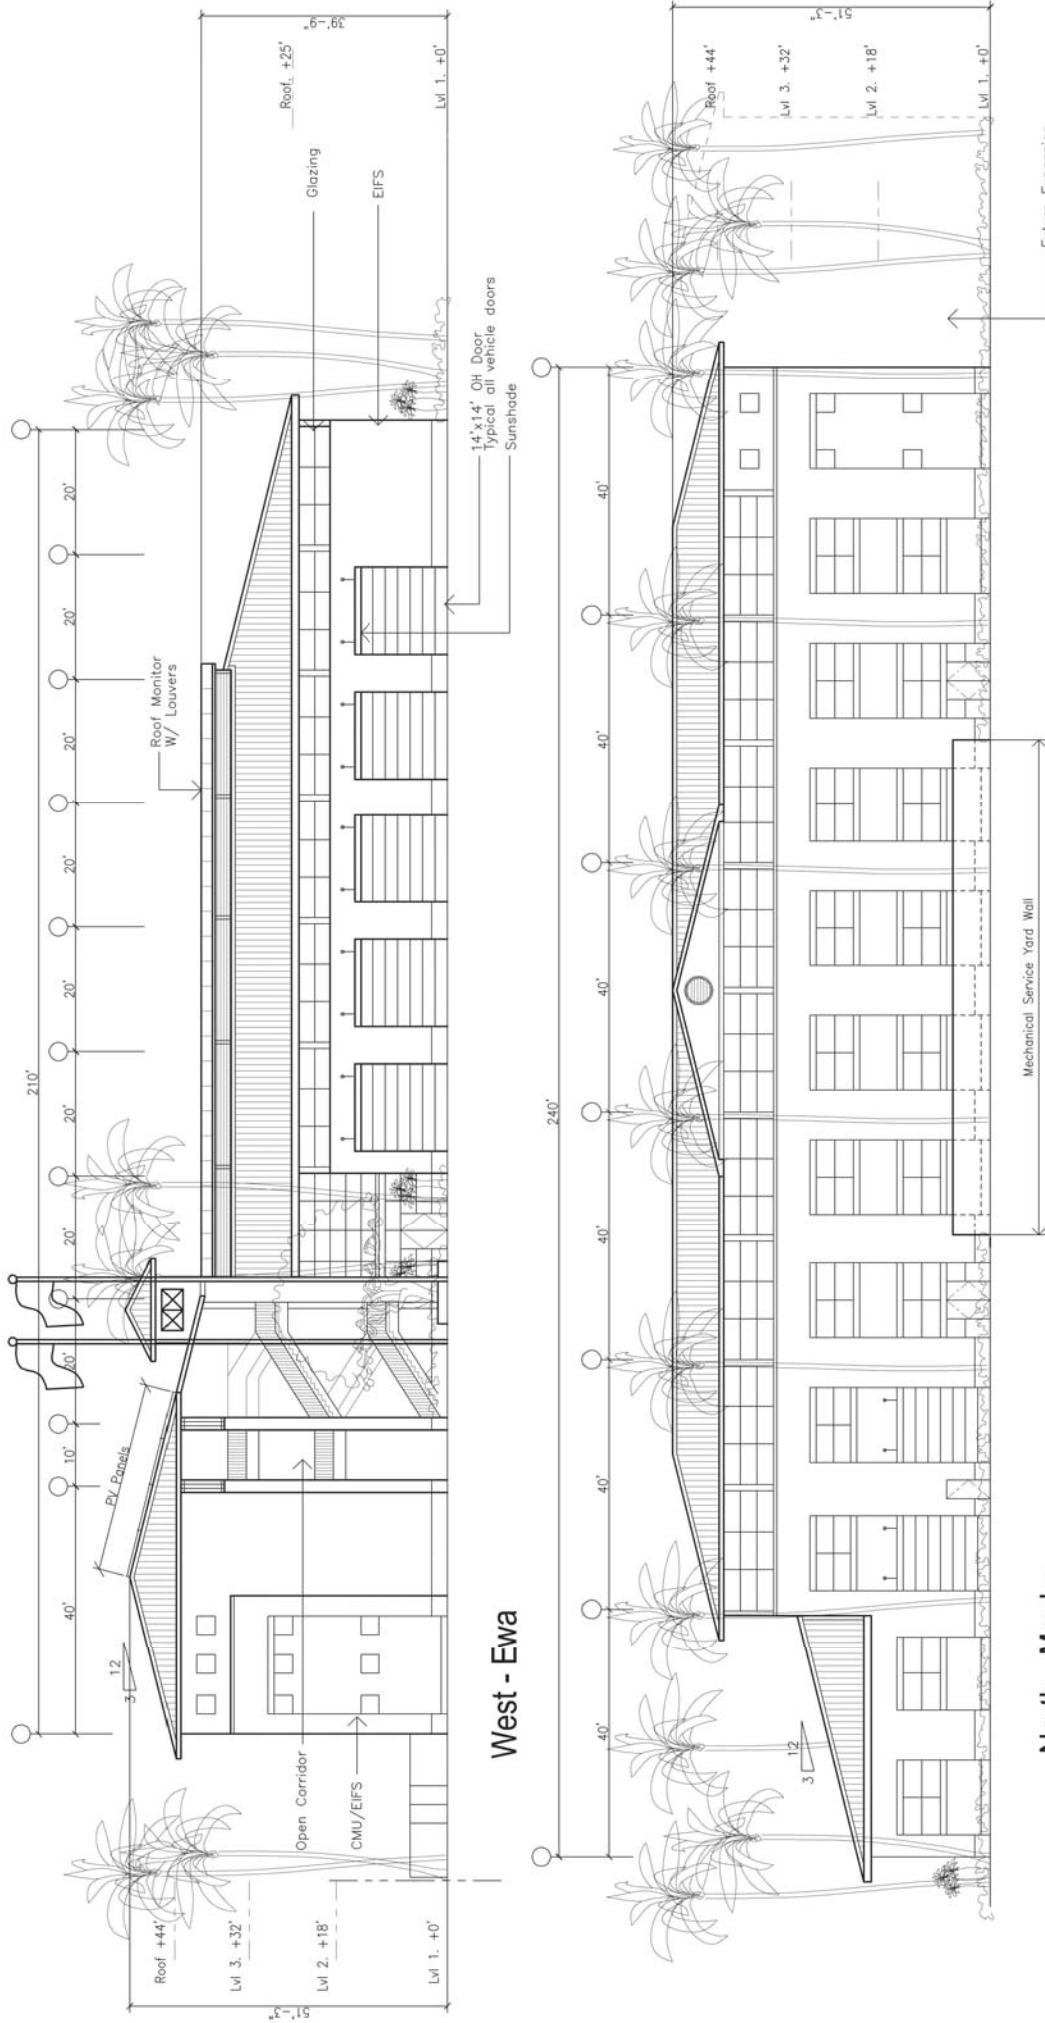 210'
40'
10'
20'
20'
20'
20'
20'
20'
20'
20'
PV Panels
12
3
Roof Monitor
W/ Louvers
Roof +44'
Lvl 3. +32'
Lvl 2. +18'
Lvl 1. +0'
51'-3"
Open Corridor
CMU/EIFS
39'-9"
Roof. +25'
Lvl 1. +0'
Glazing
EIFS
14'x14' OH Door
Typical all vehicle doors
Sunshade
West - Ewa
240'
40'
40'
40'
40'
40'
40'
12
3
51'-3"
Roof +44'
Lvl 3. +32'
Lvl 2. +18'
Lvl 1. +0'
Mechanical Service Yard Wall